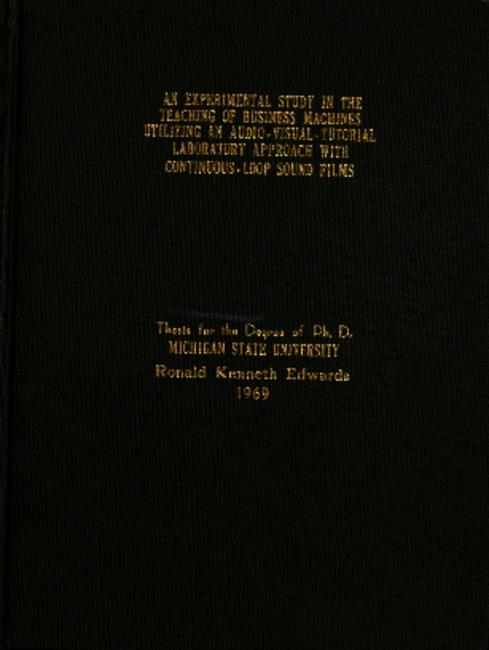 AN EXPERIMENTAL STUDY IN THE
TEACHING OF BUSINESS MACHINES
UTILIZING AN AUDIO-VISUAL-TUTORIAL
LABORATORY APPROACH WITH
CONTINUOUS-LOOP SOUND FILMS
Thesis for the Degree of Ph. D.
MICHIGAN STATE UNIVERSITY
Ronald Kenneth Edwards
1969